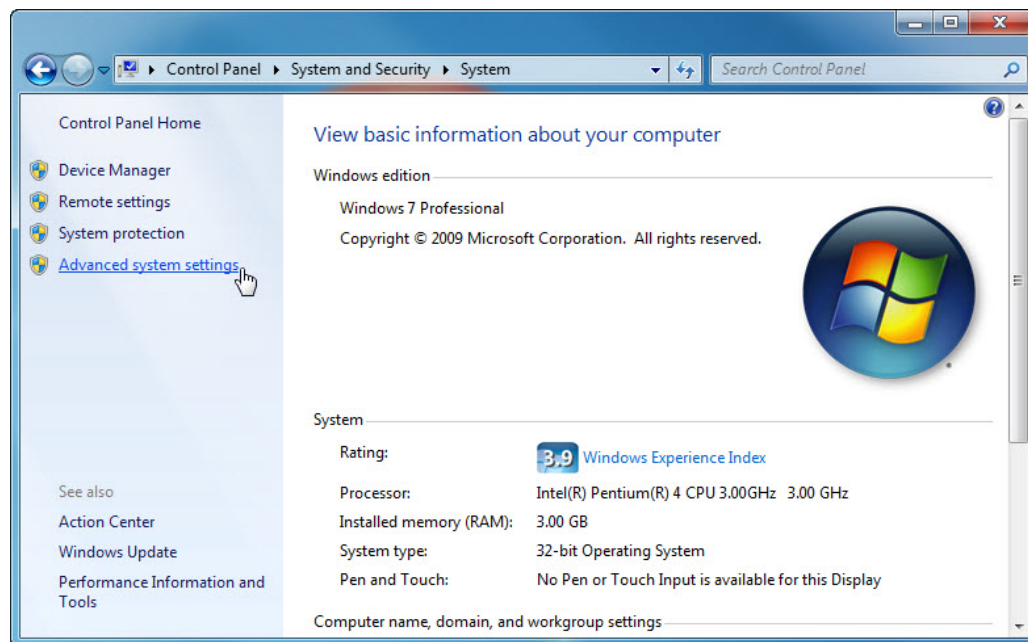 Control Panel System and Security System
Search Control Panel
Control Panel Home
Device Manager
Remote settings
System protection
Advanced system settings
See also
Action Center
Windows Update
Performance Information and
Tools
View basic information about your computer
Windows edition
Windows 7 Professional
Copyright © 2009 Microsoft Corporation. All rights reserved.
System
Rating: 3.9 Windows Experience Index
Processor: Intel(R) Pentium(R) 4 CPU 3.00GHz 3.00 GHz
Installed memory (RAM): 3.00 GB
System type: 32-bit Operating System
Pen and Touch: No Pen or Touch Input is available for this Display
Computer name, domain, and workgroup settings